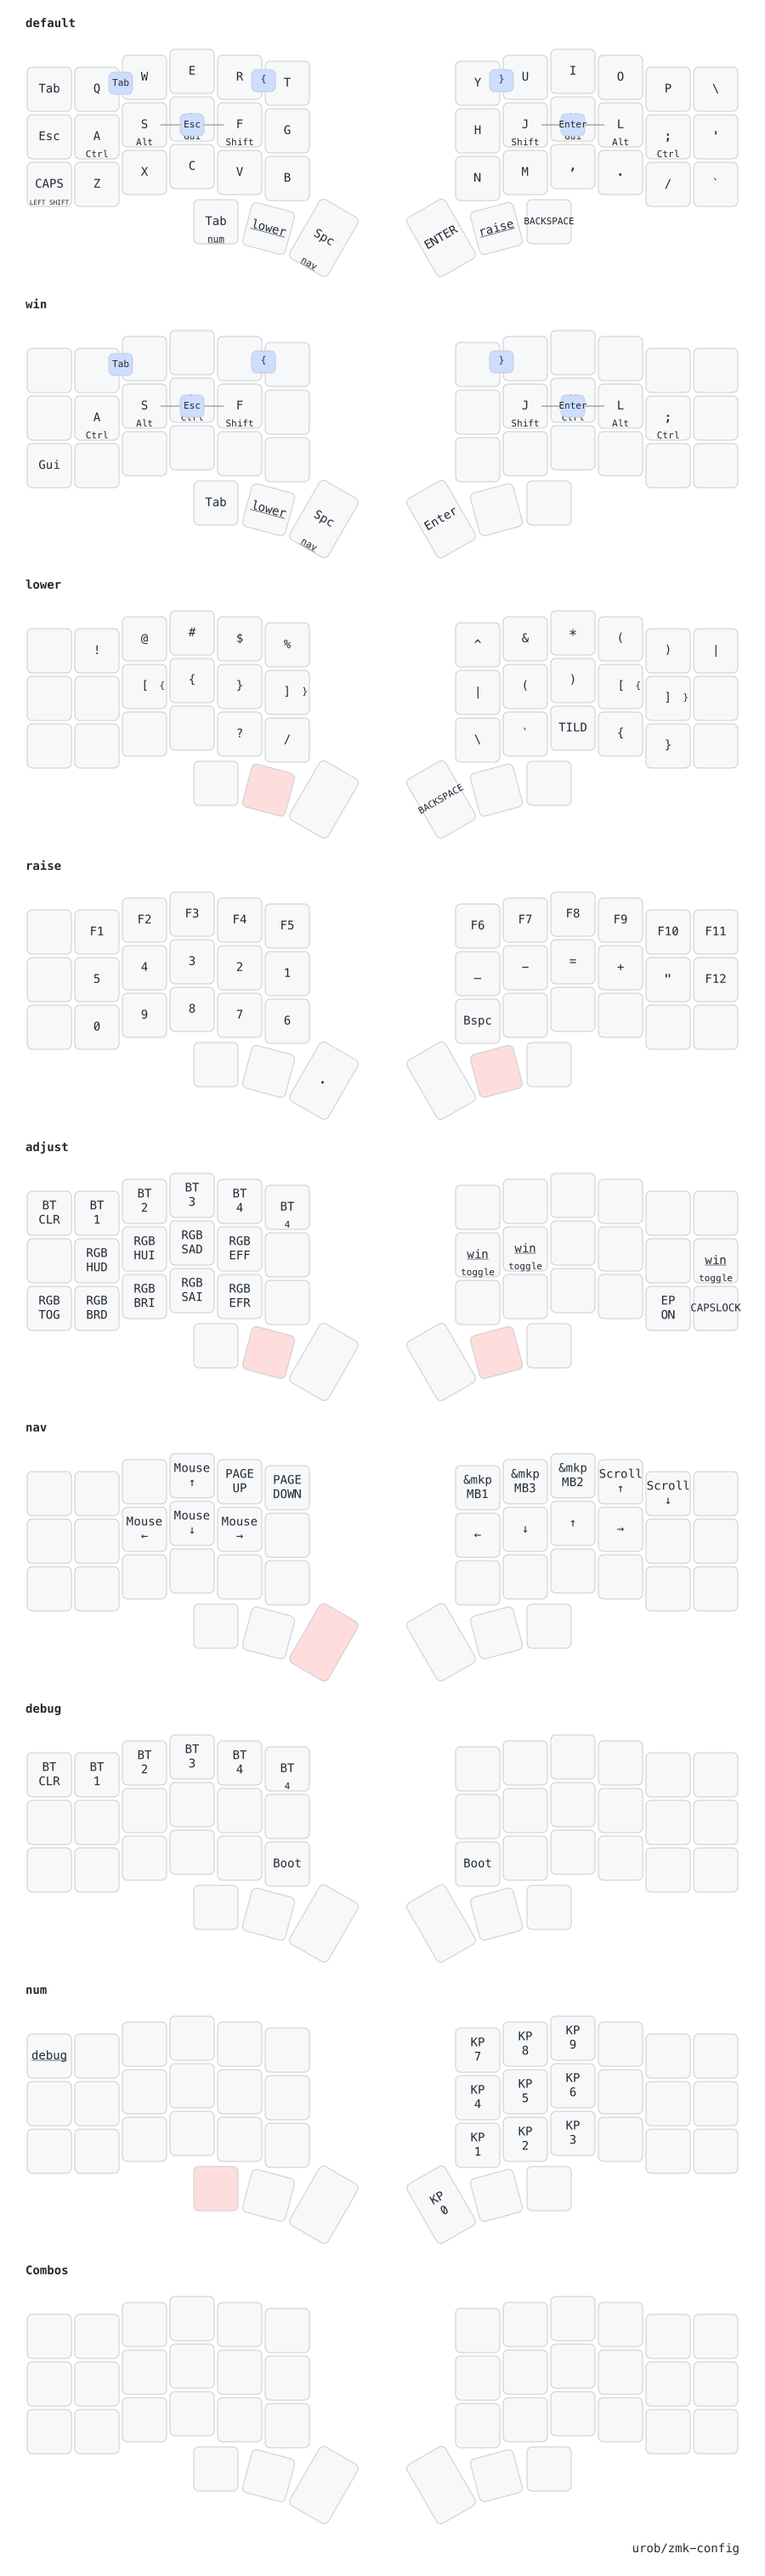 default
Tab Q Tab W E R { T Y } U I O P \
Esc A S Esc F G H J Enter L ; '
Ctrl Alt Gui Shift Shift Gui Alt Ctrl
CAPS Z X C V B N M , . / `
LEFT SHIFT
Tab lower Spc ENTER raise BACKSPACE
num nav
win
Tab { }
A S Esc F J Enter L ;
Ctrl Alt Ctrl Shift Shift Ctrl Alt Ctrl
Gui
Tab lower Spc Enter
nav
lower
! @ # $ % ^ & * ( ) |
[ { { } ] } | ( ) [ { ] }
? / \ ` TILD { }
BACKSPACE
raise
F1 F2 F3 F4 F5 F6 F7 F8 F9 F10 F11
5 4 3 2 1 _ − = + " F12
0 9 8 7 6 Bspc
.
adjust
BT CLR BT 1 BT 2 BT 3 BT 4 BT 4
RGB HUD RGB HUI RGB SAD RGB EFF win toggle win toggle win toggle
RGB TOG RGB BRD RGB BRI RGB SAI RGB EFR EP ON CAPSLOCK
nav
Mouse ↑ PAGE UP PAGE DOWN &mkp MB1 &mkp MB3 &mkp MB2 Scroll ↑ Scroll ↓
Mouse ← Mouse ↓ Mouse → ← ↓ ↑ →
debug
BT CLR BT 1 BT 2 BT 3 BT 4 BT 4
Boot Boot
num
debug KP 7 KP 8 KP 9
KP 4 KP 5 KP 6
KP 1 KP 2 KP 3
KP 0
Combos
urob/zmk−config